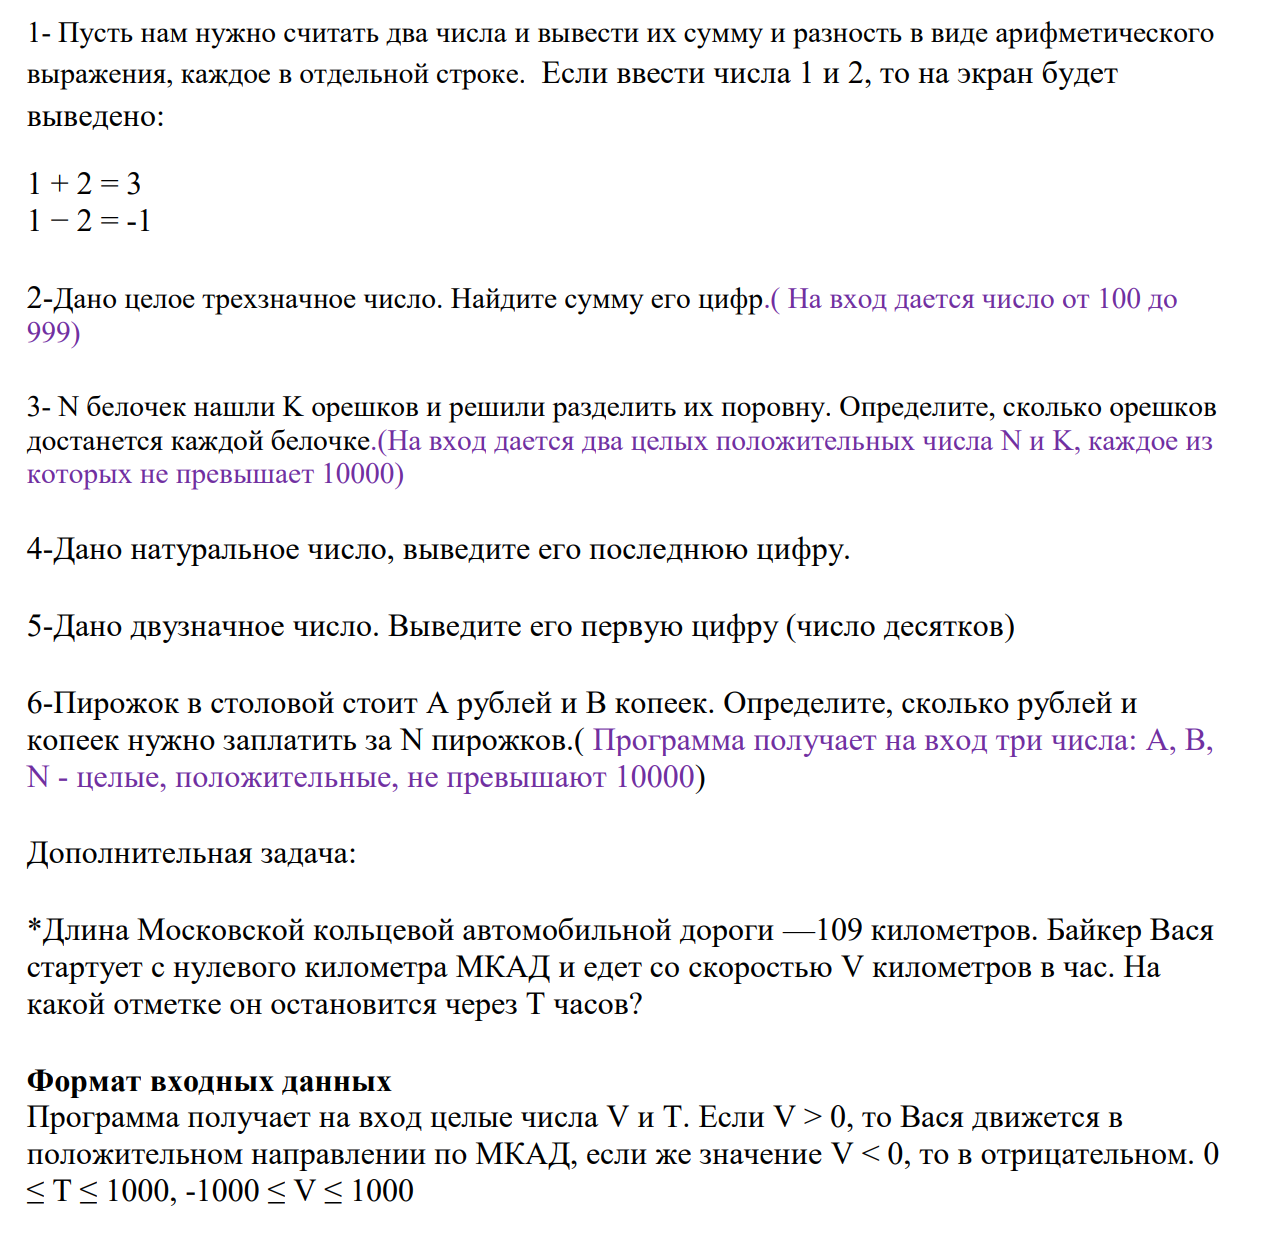 1- Пусть нам нужно считать два числа и вывести их сумму и разность в виде арифметического
выражения, каждое в отдельной строке.  Если ввести числа 1 и 2, то на экран будет
выведено:
1 + 2 = 3
1 − 2 = -1
2-Дано целое трехзначное число. Найдите сумму его цифр.( На вход дается число от 100 до
999)
3- N белочек нашли K орешков и решили разделить их поровну. Определите, сколько орешков
достанется каждой белочке.(На вход дается два целых положительных числа N и K, каждое из
которых не превышает 10000)
4-Дано натуральное число, выведите его последнюю цифру.
5-Дано двузначное число. Выведите его первую цифру (число десятков)
6-Пирожок в столовой стоит A рублей и B копеек. Определите, сколько рублей и
копеек нужно заплатить за N пирожков.( Программа получает на вход три числа: A, B,
N - целые, положительные, не превышают 10000)
Дополнительная задача:
*Длина Московской кольцевой автомобильной дороги —109 километров. Байкер Вася
стартует с нулевого километра МКАД и едет со скоростью V километров в час. На
какой отметке он остановится через T часов?
Формат входных данных
Программа получает на вход целые числа V и T. Если V > 0, то Вася движется в
положительном направлении по МКАД, если же значение V < 0, то в отрицательном. 0
≤ T ≤ 1000, -1000 ≤ V ≤ 1000